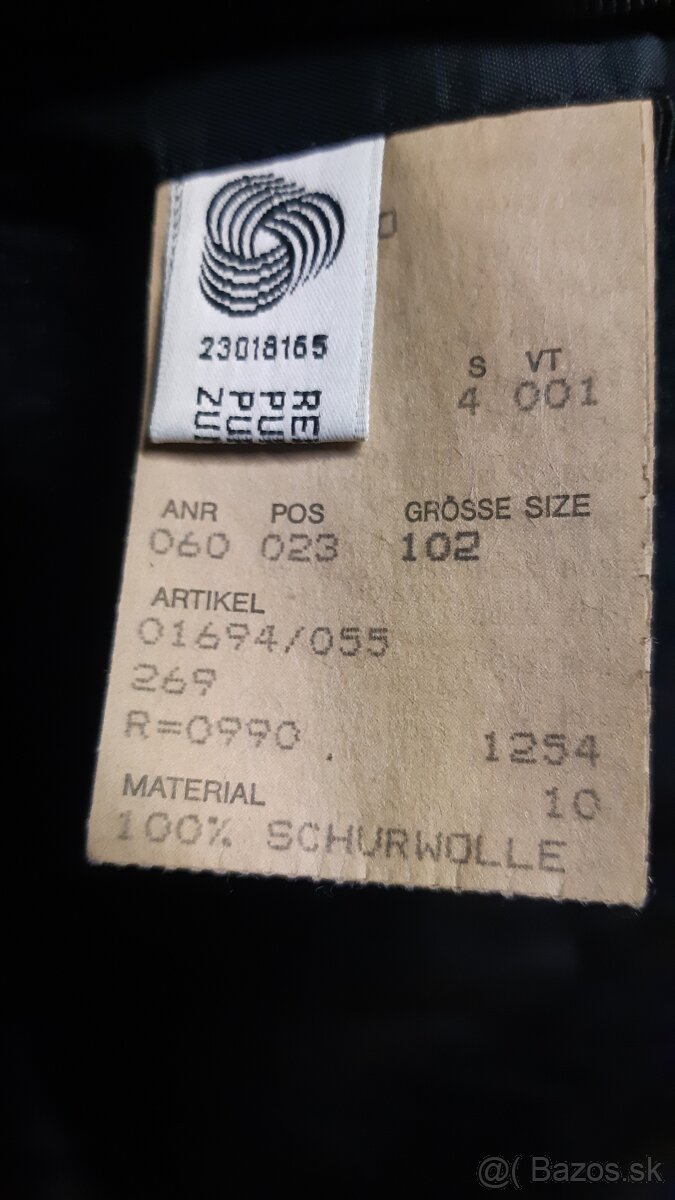 23018165
RE
PU
PU
ZU
S VT
4 001
ANR POS GRÖSSE SIZE
060 023 102
ARTIKEL
01694/055
269
R=0990 1254
MATERIAL 10
100% SCHURWOLLE
@( Bazos.sk